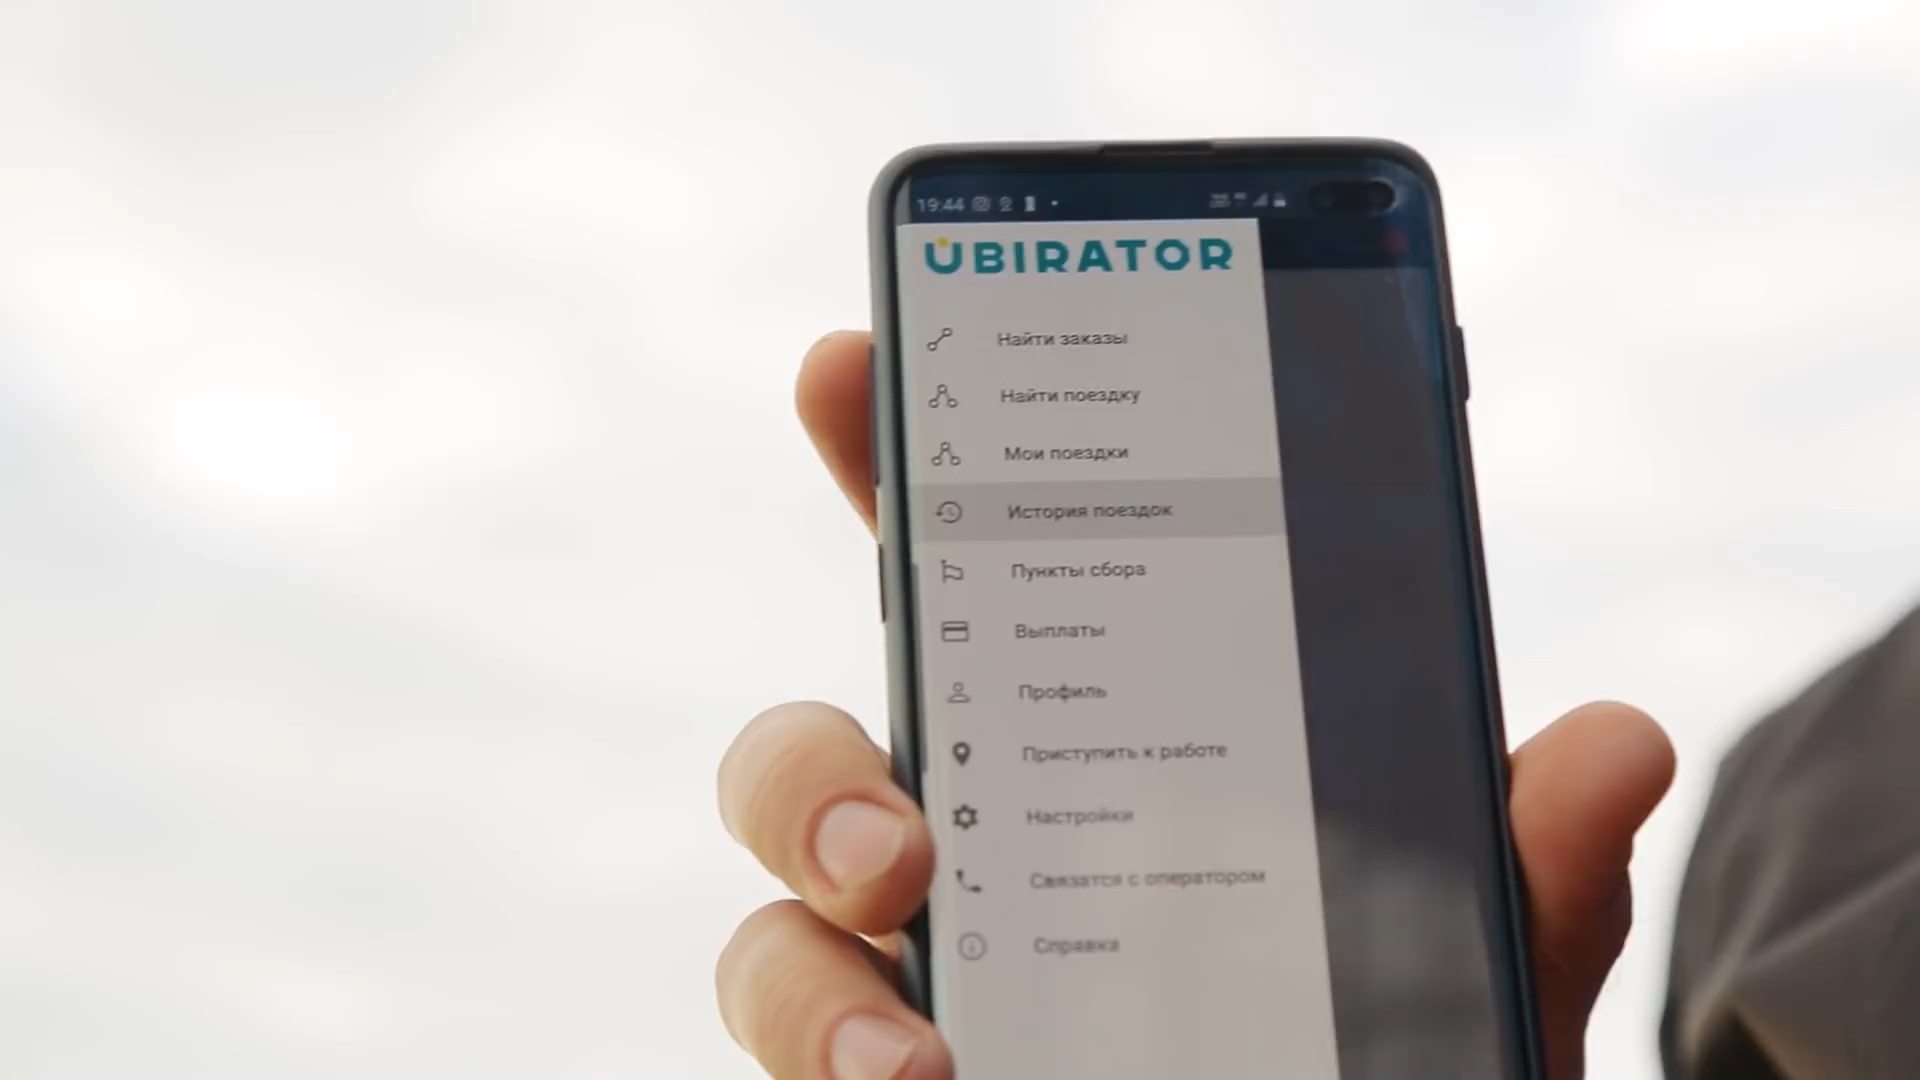 19:44
UBIRATOR
Найти заказы
Найти поездку
Мои поездки
История поездок
Пункты сбора
Выплаты
Профиль
Приступить к работе
Настройки
Связатся с оператором
Справка